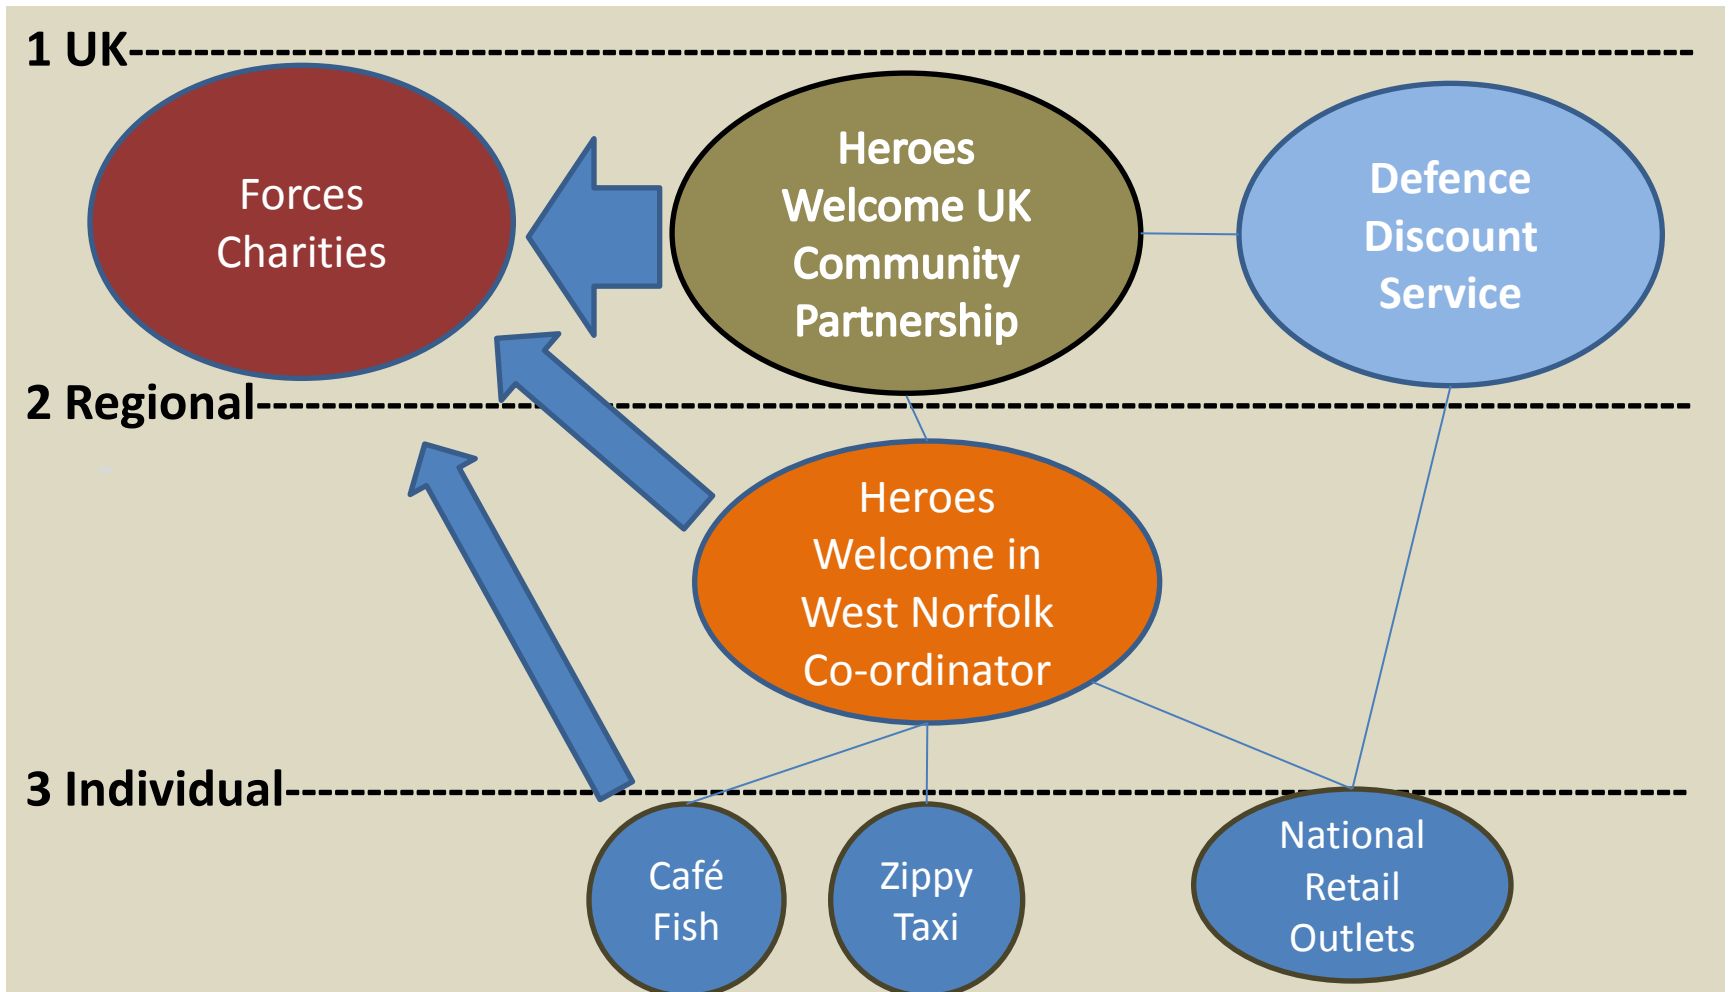 1 UK
Forces
Charities
Heroes
Welcome UK
Community
Partnership
Defence
Discount
Service
2 Regional
Heroes
Welcome in
West Norfolk
Co-ordinator
3 Individual
Café
Fish
Zippy
Taxi
National
Retail
Outlets